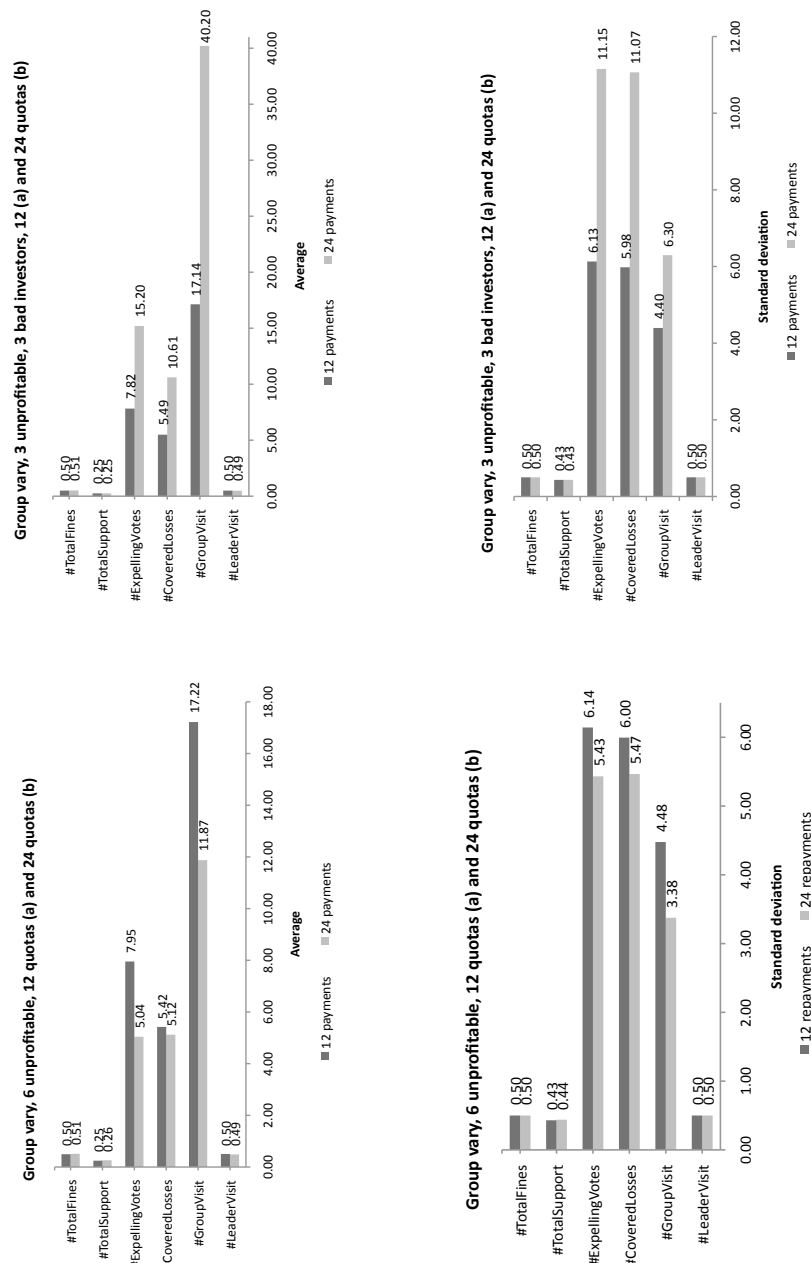 Group vary, 6 unprofitable, 12 quotas (a) and 24 quotas (b)
#TotalFines
0.50
0.51
#TotalSupport
0.25
0.26
#ExpellingVotes
7.95
5.04
CoveredLosses
5.42
5.12
#GroupVisit
17.22
11.87
#LeaderVisit
0.50
0.49
0.00 2.00 4.00 6.00 8.00 10.00 12.00 14.00 16.00 18.00
Average
12 payments 24 payments
Group vary, 3 unprofitable, 3 bad investors, 12 (a) and 24 quotas (b)
#TotalFines
0.50
0.51
#TotalSupport
0.25
0.25
#ExpellingVotes
7.82
15.20
#CoveredLosses
5.49
10.61
#GroupVisit
17.14
40.20
#LeaderVisit
0.50
0.49
0.00 5.00 10.00 15.00 20.00 25.00 30.00 35.00 40.00
Average
12 payments 24 payments
Group vary, 6 unprofitable, 12 quotas (a) and 24 quotas (b)
#TotalFines
0.50
0.50
#TotalSupport
0.43
0.44
#ExpellingVotes
6.14
5.43
#CoveredLosses
6.00
5.47
#GroupVisit
4.48
3.38
#LeaderVisit
0.50
0.50
0.00 1.00 2.00 3.00 4.00 5.00 6.00
Standard deviation
12 repayments 24 repayments
Group vary, 3 unprofitable, 3 bad investors, 12 (a) and 24 quotas (b)
#TotalFines
0.50
0.50
#TotalSupport
0.43
0.43
#ExpellingVotes
6.13
11.15
#CoveredLosses
5.98
11.07
#GroupVisit
4.40
6.30
#LeaderVisit
0.50
0.50
0.00 2.00 4.00 6.00 8.00 10.00 12.00
Standard deviation
12 payments 24 payments